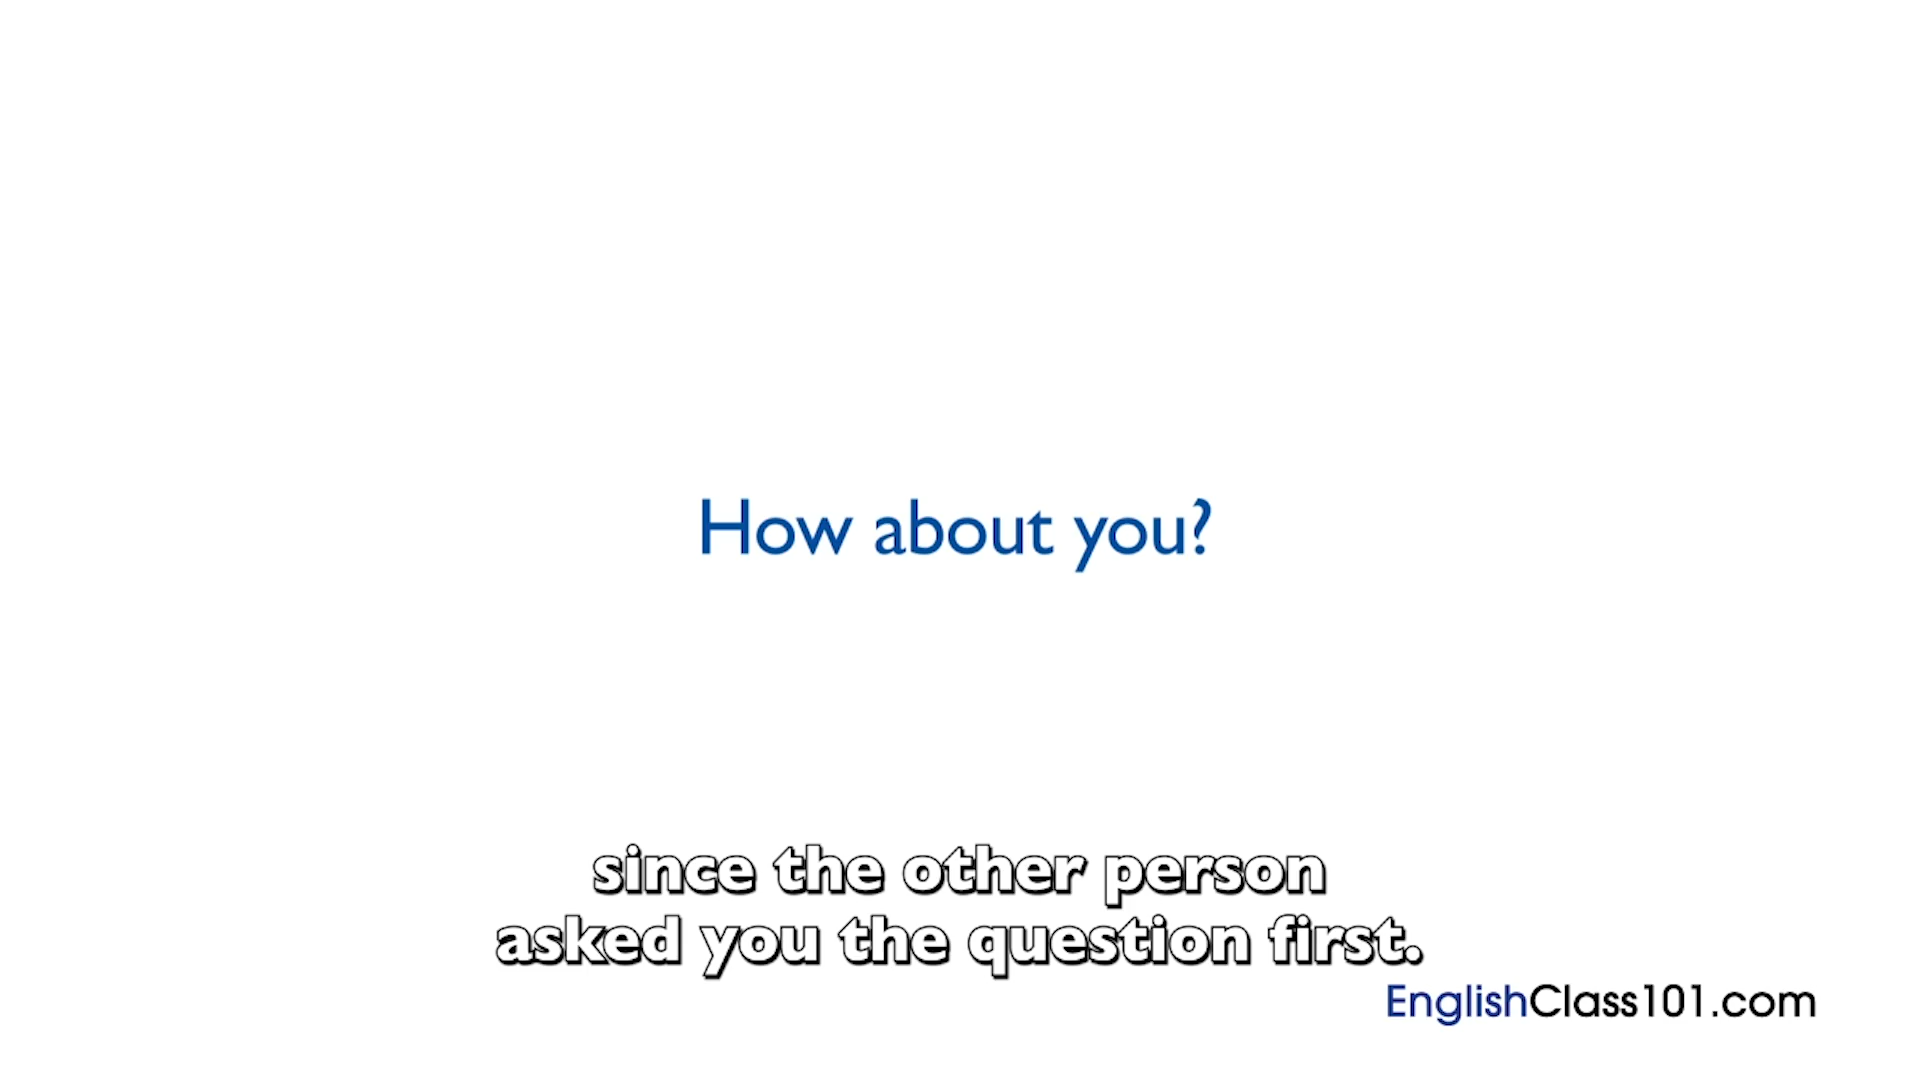 How about you?
since the other person
asked you the question first.
EnglishClass101.com